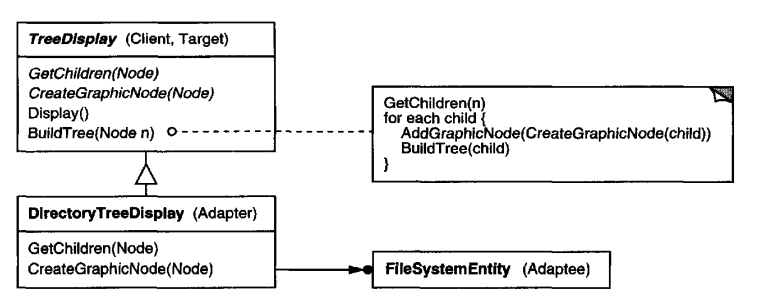 TreeDisplay (Client, Target)
GetChildren(Node)
CreateGraphicNode(Node)
Display()
BuildTree(Node n)
GetChildren(n)
for each child {
AddGraphicNode(CreateGraphicNode(child))
BuildTree(child)
}
DirectoryTreeDisplay (Adapter)
GetChildren(Node)
CreateGraphicNode(Node)
FileSystemEntity (Adaptee)